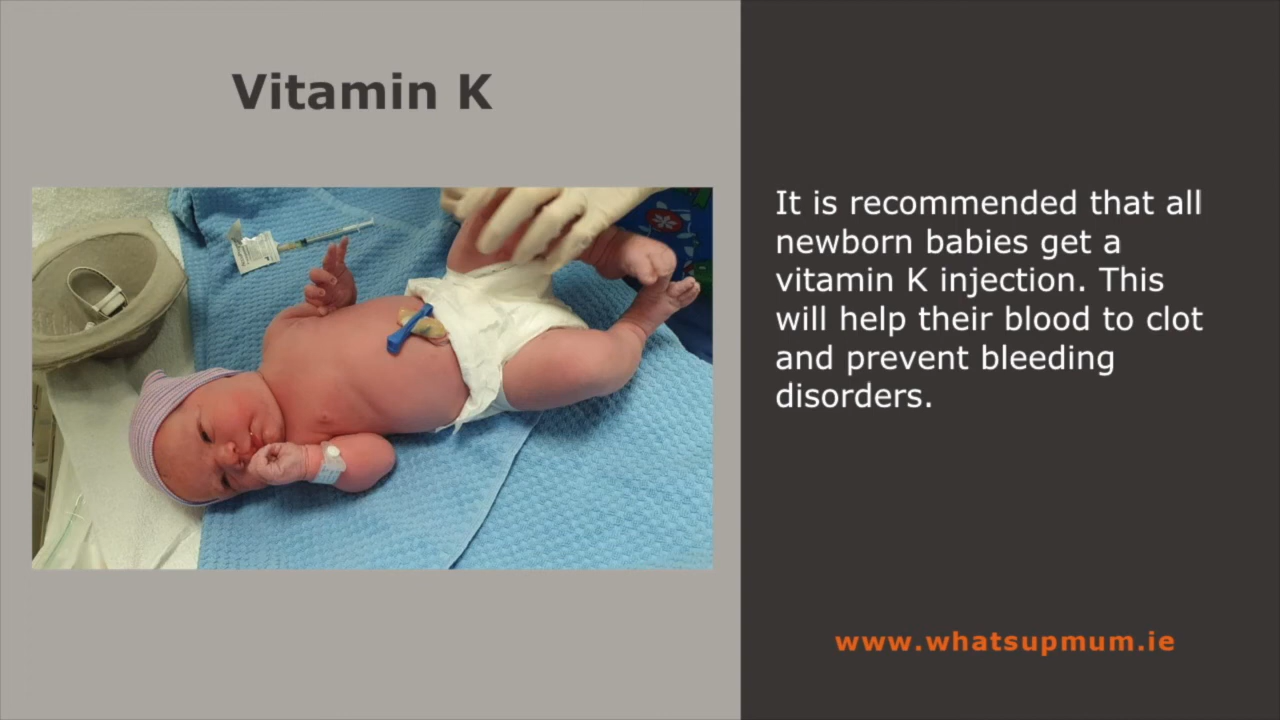 Vitamin K
It is recommended that all
newborn babies get a
vitamin K injection. This
will help their blood to clot
and prevent bleeding
disorders.
www.whatsupmum.ie